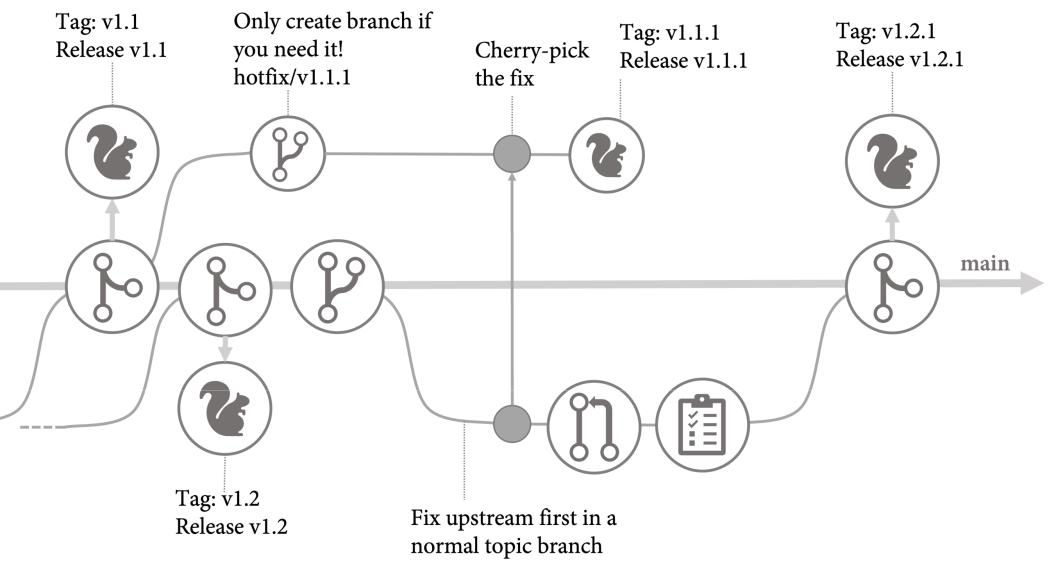 Tag: v1.1
Release v1.1
Only create branch if
you need it!
hotfix/v1.1.1
Cherry-pick
the fix
Tag: v1.1.1
Release v1.1.1
Tag: v1.2.1
Release v1.2.1
main
Tag: v1.2
Release v1.2
Fix upstream first in a
normal topic branch